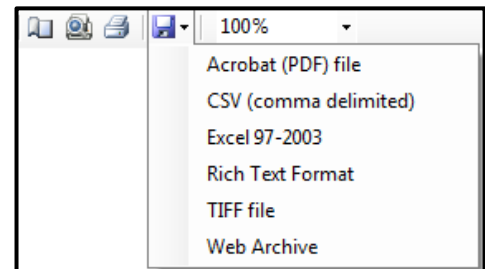 100%
Acrobat (PDF) file
CSV (comma delimited)
Excel 97-2003
Rich Text Format
TIFF file
Web Archive